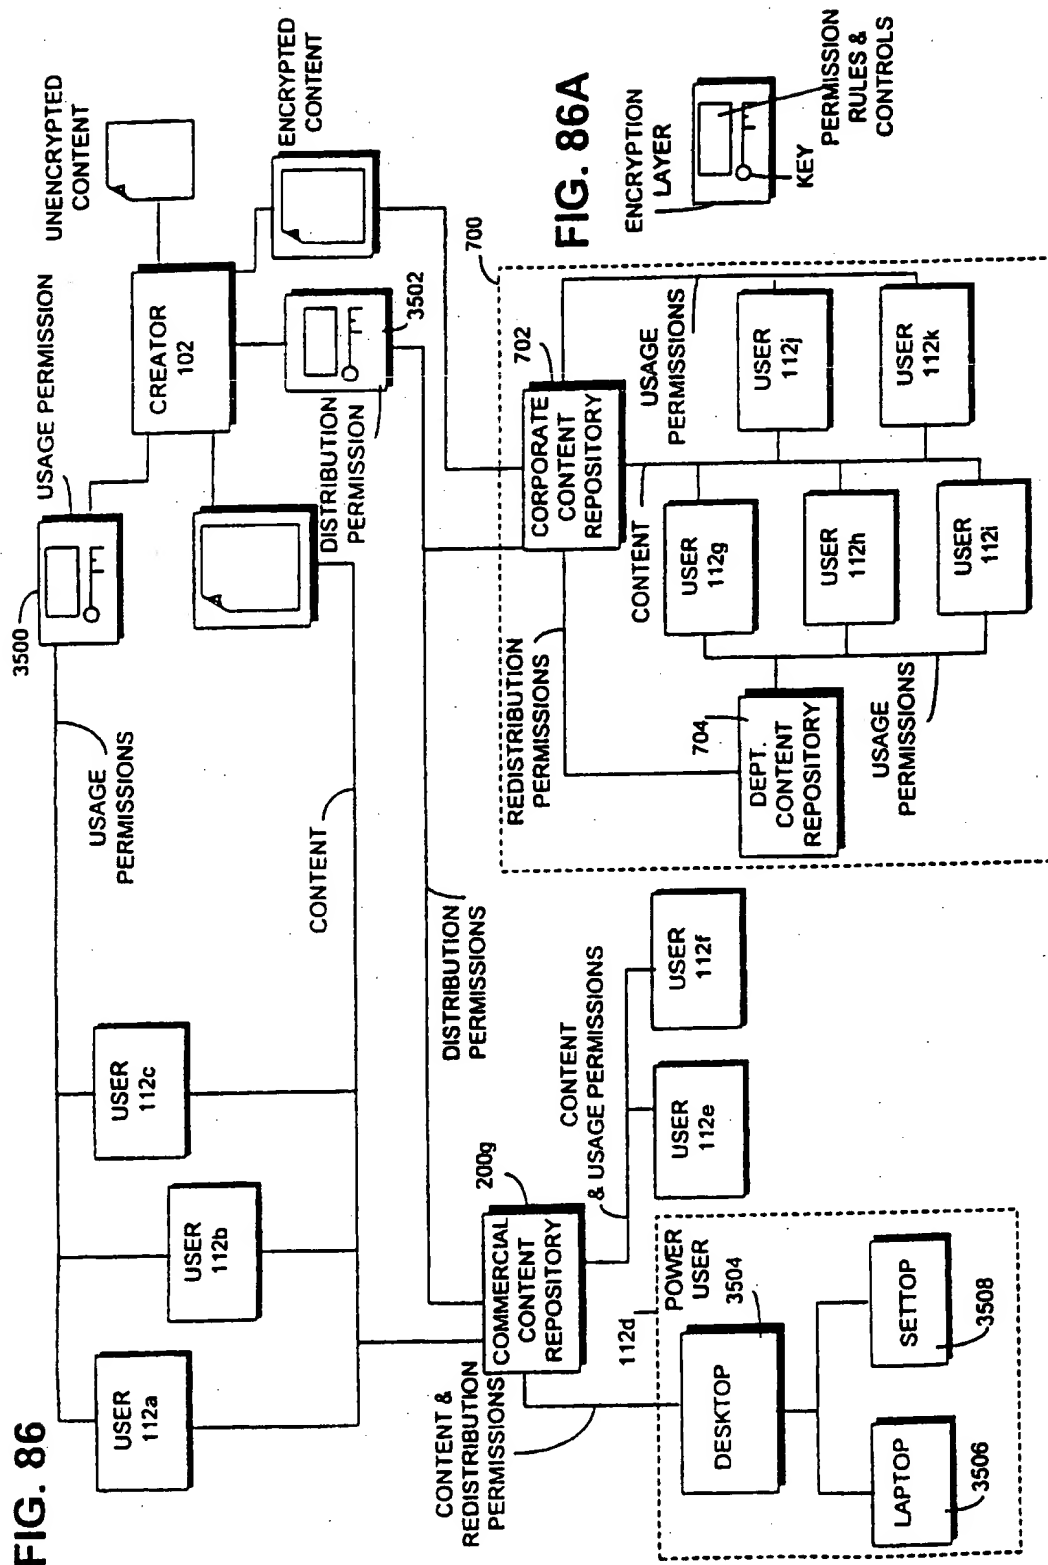 FIG. 86
USER
112a
USER
112b
USER
112c
USAGE
PERMISSIONS
3500
USAGE PERMISSION
CREATOR
102
UNENCRYPTED
CONTENT
CONTENT
DISTRIBUTION
PERMISSION
3502
ENCRYPTED
CONTENT
DISTRIBUTION
PERMISSIONS
COMMERCIAL
CONTENT
REPOSITORY
200g
CONTENT &
REDISTRIBUTION
PERMISSIONS
CONTENT
& USAGE PERMISSIONS
USER
112e
USER
112f
112d
POWER
USER
3504
DESKTOP
LAPTOP
3506
SETTOP
3508
700
CORPORATE
CONTENT
REPOSITORY
702
REDISTRIBUTION
PERMISSIONS
704
DEPT.
CONTENT
REPOSITORY
CONTENT
USAGE
PERMISSIONS
USER
112g
USER
112h
USER
112i
USER
112j
USER
112k
USAGE
PERMISSIONS
FIG. 86A
ENCRYPTION
LAYER
KEY
PERMISSION
RULES &
CONTROLS